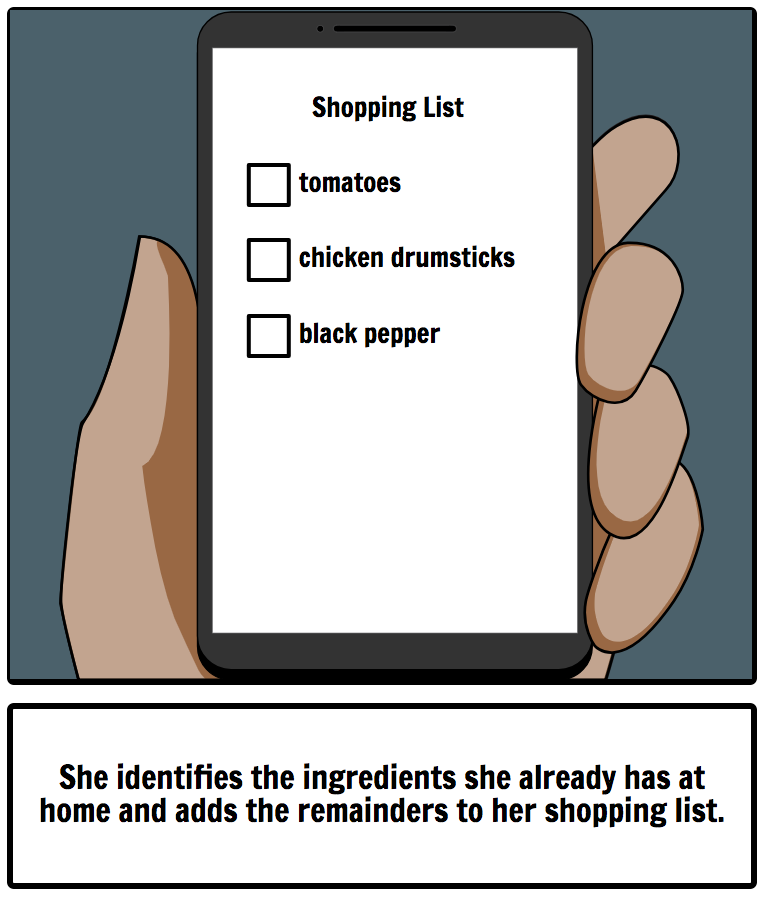 Shopping List
tomatoes
chicken drumsticks
black pepper
She identifies the ingredients she already has at
home and adds the remainders to her shopping list.